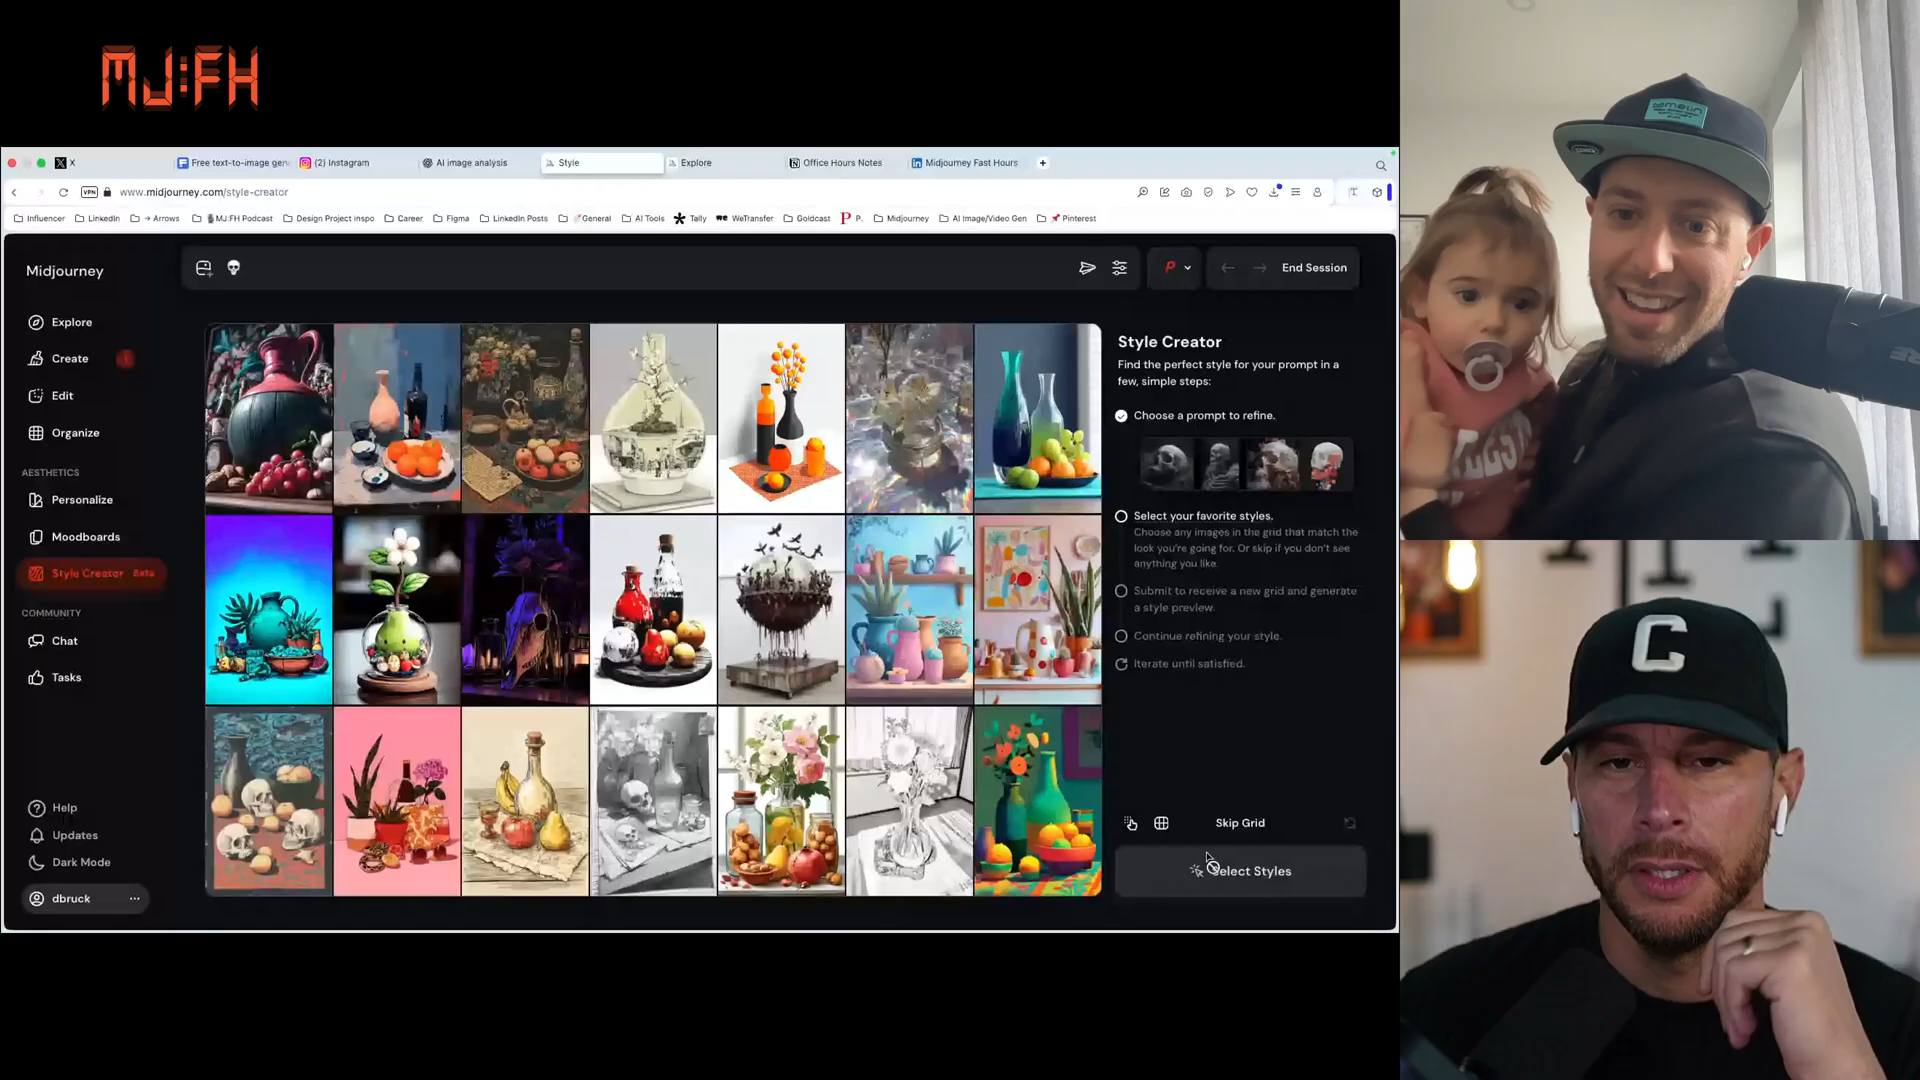 MJ:FH
X
Free text-to-image gen
(2) Instagram
AI image analysis
Style
Explore
Office Hours Notes
Midjourney Fast Hours
VPN
www.midjourney.com/style-creator
Influencer
LinkedIn
→ Arrows
MJ:FH Podcast
Design Project inspo
Career
Figma
LinkedIn Posts
General
AI Tools
Tally
WeTransfer
Goldcast
P.
Midjourney
AI Image/Video Gen
Pinterest
Midjourney
End Session
Explore
Create
Edit
Organize
AESTHETICS
Personalize
Moodboards
Style Creator Beta
COMMUNITY
Chat
Tasks
Help
Updates
Dark Mode
dbruck
Style Creator
Find the perfect style for your prompt in a
few, simple steps:
Choose a prompt to refine.
Select your favorite styles.
Choose any images in the grid that match the
look you're going for. Or skip if you don't see
anything you like.
Submit to receive a new grid and generate
a style preview.
Continue refining your style.
Iterate until satisfied.
Skip Grid
Select Styles
melin
C